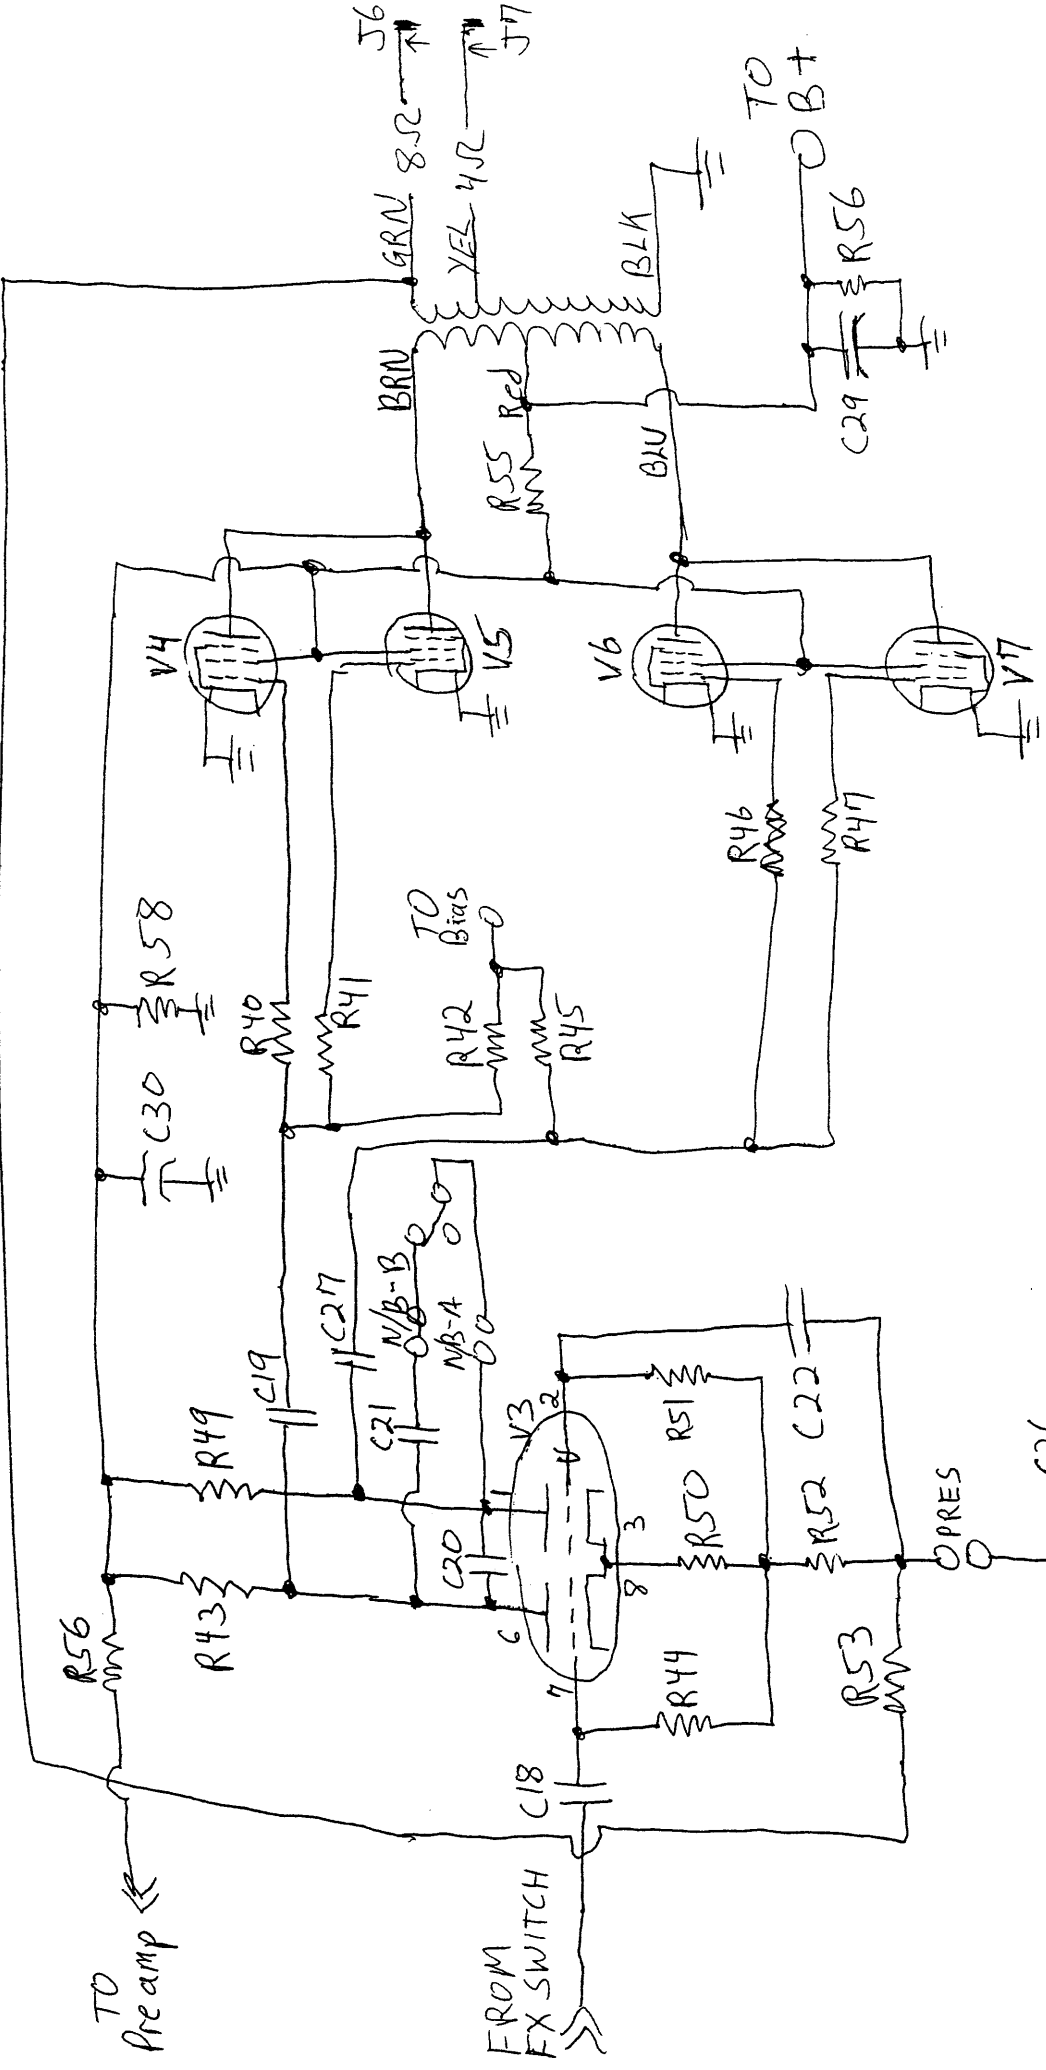 TO
Preamp
R56
R43
R49
C30
R58
FROM
FX SWITCH
C18
7
6
1
V3
2
8
3
C20
C21
C19
C27
N/B-B
N/B-A
R40
R41
TO
Bias
R42
R45
V4
V5
V6
V7
R46
R47
BRN
R55
Red
BLU
GRN
8Ω
J6
YEL
4Ω
J7
BLK
TO
B+
R56
C29
R44
R50
R51
R52
C22
R53
PRES